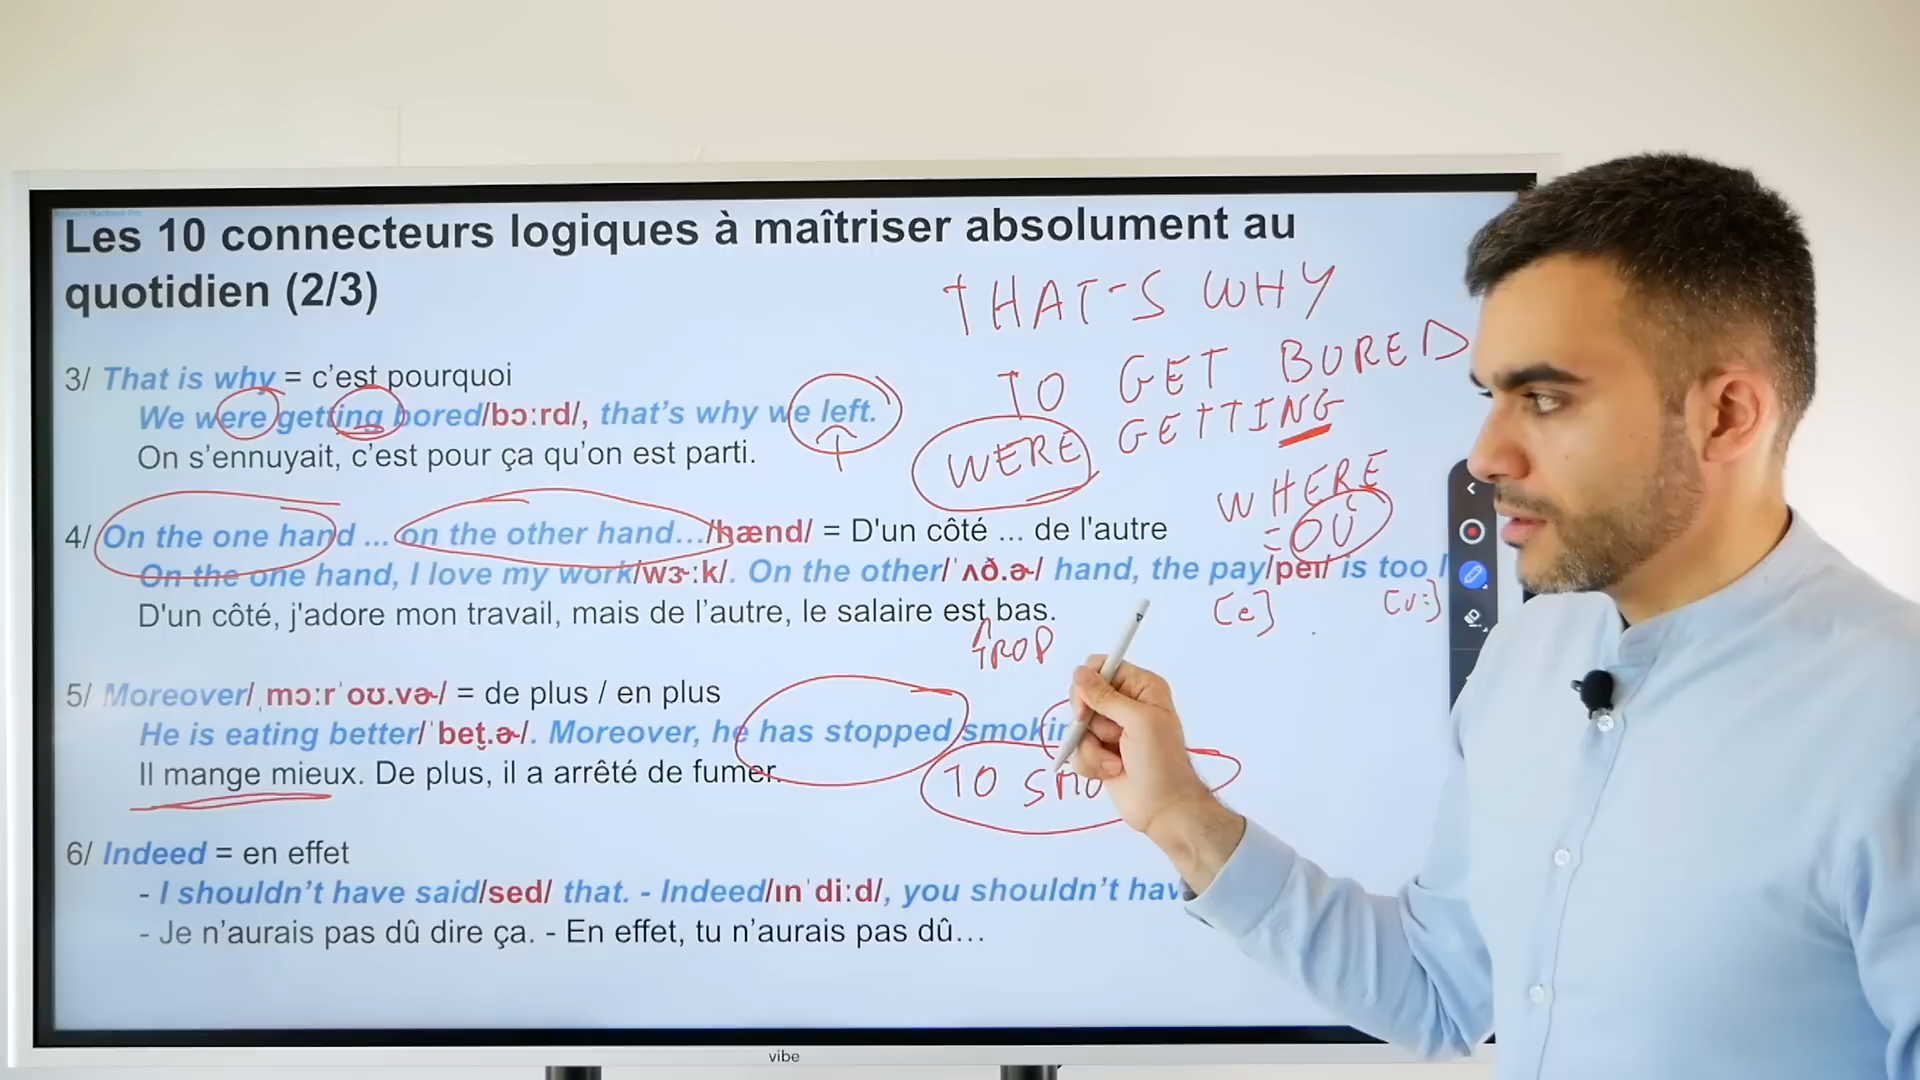 Les 10 connecteurs logiques à maîtriser absolument au
quotidien (2/3)
THAT'S WHY
TO GET BORED
WERE GETTING
WHERE
= OÙ
3/ That is why = c’est pourquoi
We were getting bored/bɔːrd/, that’s why we left.
On s’ennuyait, c’est pour ça qu’on est parti.
4/ On the one hand ... on the other hand…/hænd/ = D'un côté ... de l'autre
On the one hand, I love my work/wɝːk/. On the other/ˈʌð.ɚ/ hand, the pay/peɪ/ is too
[e] [ʊ:]
D'un côté, j'adore mon travail, mais de l’autre, le salaire est bas.
TROP
5/ Moreover/ˌmɔːrˈoʊ.vɚ/ = de plus / en plus
He is eating better/ˈbet̬.ɚ/. Moreover, he has stopped
Il mange mieux. De plus, il a arrêté de fumer.
TO
6/ Indeed = en effet
- I shouldn’t have said/sed/ that. - Indeed/ɪnˈdiːd/, you shouldn’t
- Je n’aurais pas dû dire ça. - En effet, tu n’aurais pas dû…
vibe